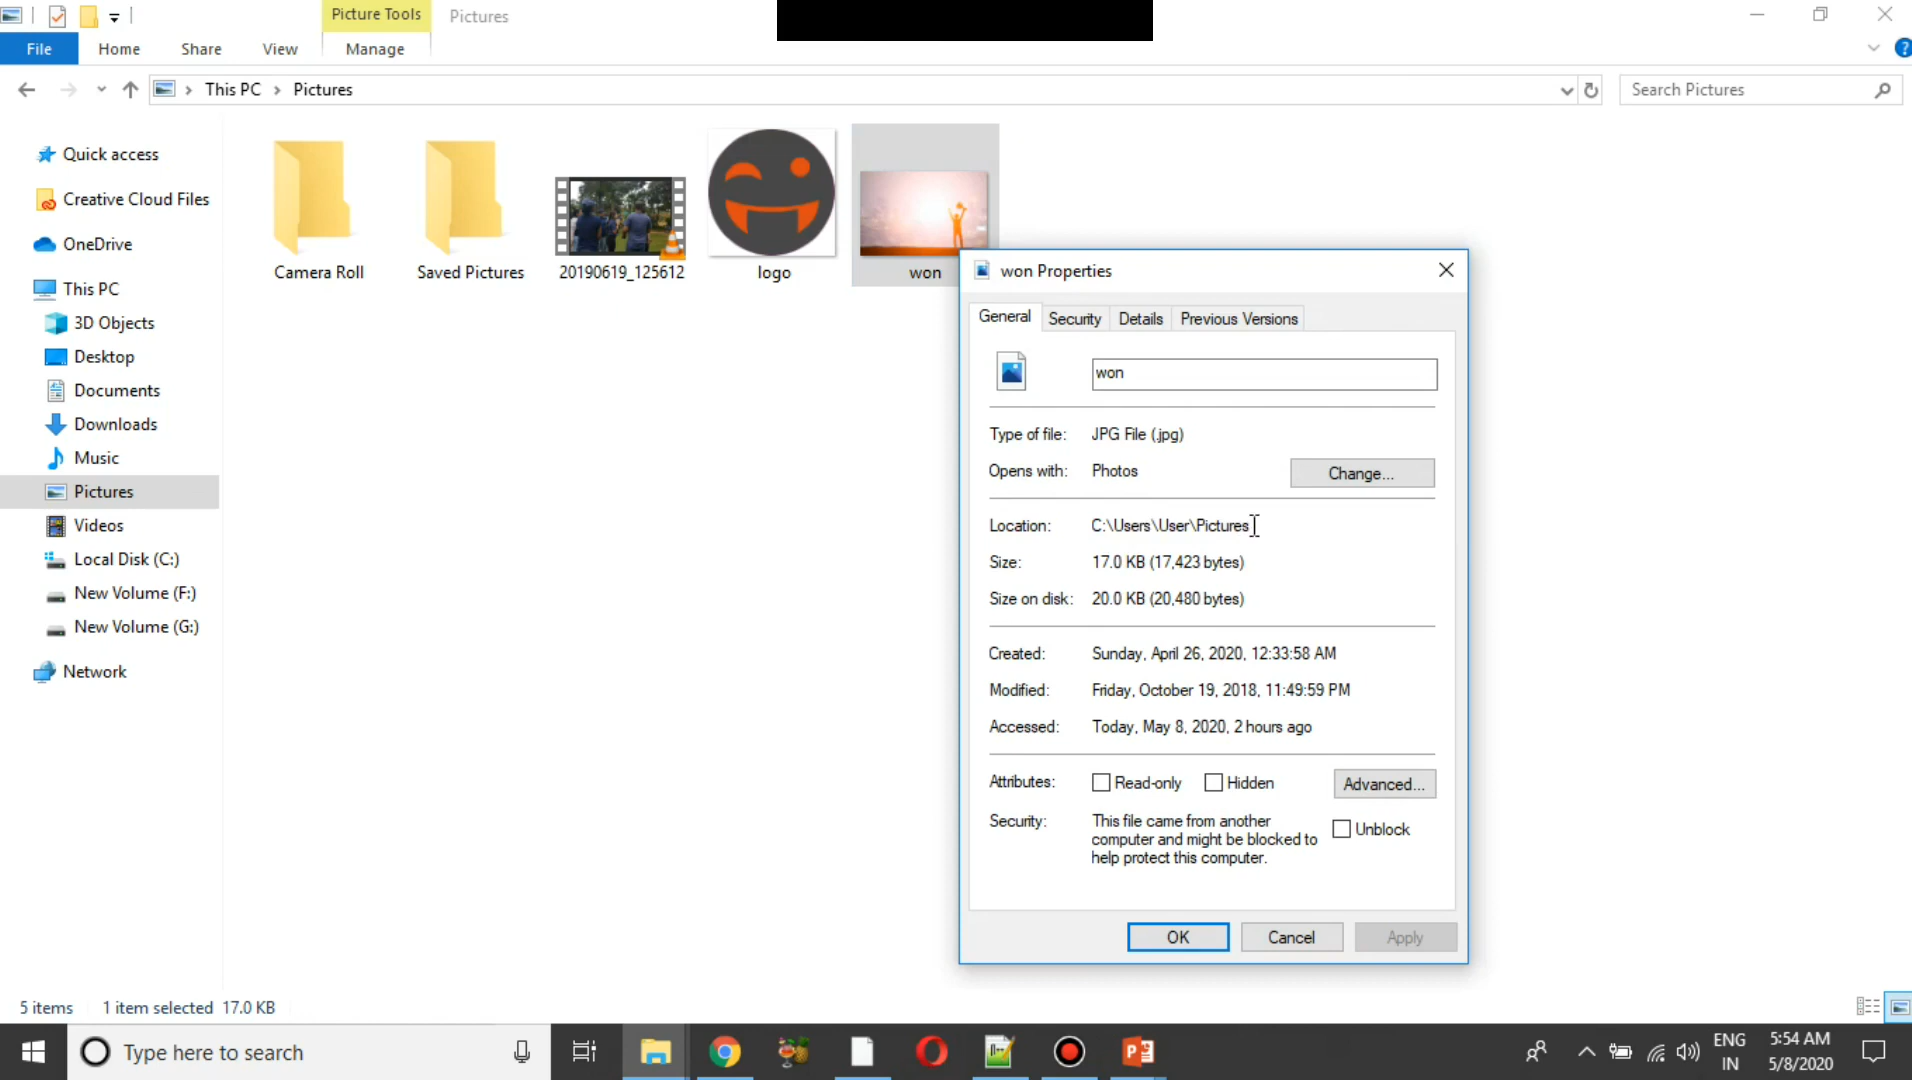 Picture Tools
Pictures
File
Home
Share
View
Manage
This PC
Pictures
Search Pictures
Quick access
Creative Cloud Files
OneDrive
This PC
3D Objects
Desktop
Documents
Downloads
Music
Pictures
Videos
Local Disk (C:)
New Volume (F:)
New Volume (G:)
Network
Camera Roll
Saved Pictures
20190619_125612
logo
won
won Properties
General
Security
Details
Previous Versions
won
Type of file: JPG File (.jpg)
Opens with: Photos
Change...
Location: C:\Users\User\Pictures
Size: 17.0 KB (17,423 bytes)
Size on disk: 20.0 KB (20,480 bytes)
Created: Sunday, April 26, 2020, 12:33:58 AM
Modified: Friday, October 19, 2018, 11:49:59 PM
Accessed: Today, May 8, 2020, 2 hours ago
Attributes: Read-only Hidden Advanced...
Security: This file came from another
computer and might be blocked to
help protect this computer.
Unblock
OK
Cancel
Apply
5 items
1 item selected 17.0 KB
Type here to search
ENG
IN
5:54 AM
5/8/2020